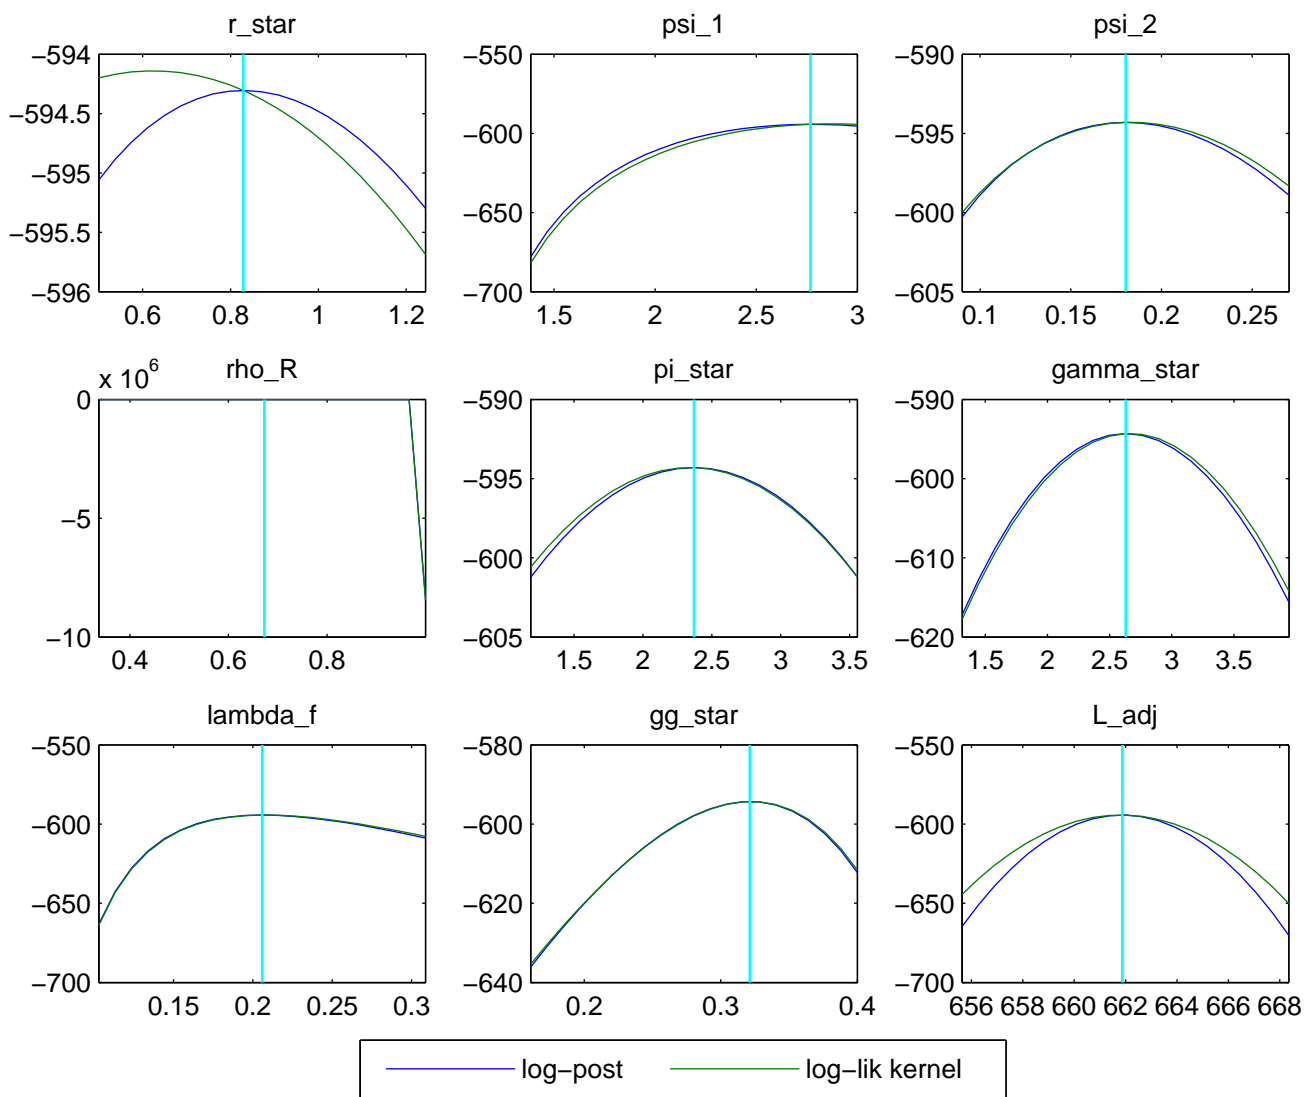 r_star psi_1 psi_2
−594 −550 −590
−594.5 −600 −595
−595 −650 −600
−595.5
−596 −700 −605
0.6 0.8 1 1.2 1.5 2 2.5 3 0.1 0.15 0.2 0.25
x 10^6 rho_R pi_star gamma_star
0 −590 −590
−595 −600
−5
−600 −610
−10 −605 −620
0.4 0.6 0.8 1.5 2 2.5 3 3.5 1.5 2 2.5 3 3.5
lambda_f gg_star L_adj
−550 −580 −550
−600 −600 −600
−650 −620 −650
−700 −640 −700
0.15 0.2 0.25 0.3 0.2 0.3 0.4 656 658 660 662 664 666 668
log−post log−lik kernel